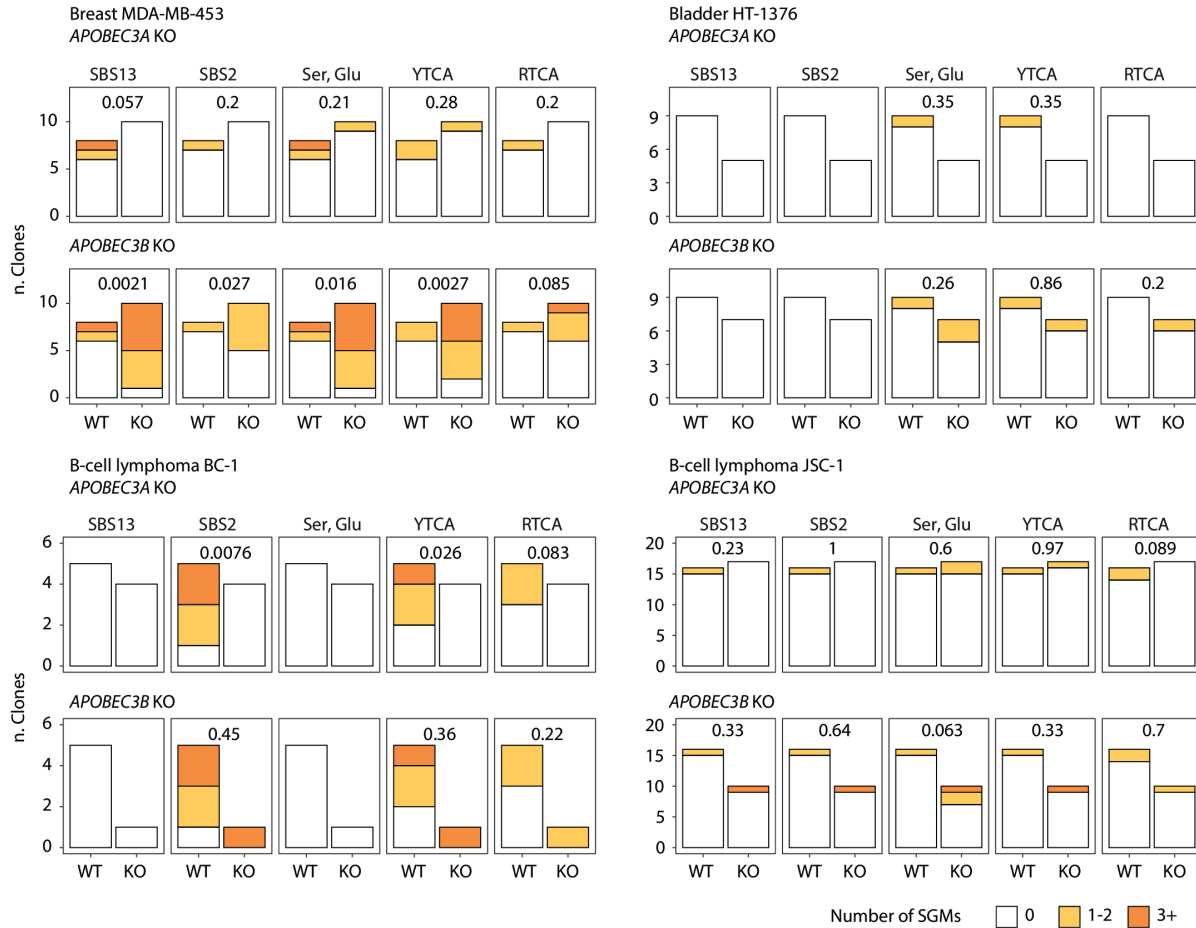 Breast MDA-MB-453
APOBEC3A KO
SBS13 SBS2 Ser, Glu YTCA RTCA
0.057 0.2 0.21 0.28 0.2
10
5
0
APOBEC3B KO
0.0021 0.027 0.016 0.0027 0.085
10
5
0
WT KO WT KO WT KO WT KO WT KO
n. Clones
Bladder HT-1376
APOBEC3A KO
SBS13 SBS2 Ser, Glu YTCA RTCA
0.35 0.35
9
6
3
0
APOBEC3B KO
0.26 0.86 0.2
9
6
3
0
WT KO WT KO WT KO WT KO WT KO
B-cell lymphoma BC-1
APOBEC3A KO
SBS13 SBS2 Ser, Glu YTCA RTCA
6
0.0076 0.026 0.083
4
2
0
APOBEC3B KO
6
0.45 0.36 0.22
4
2
0
WT KO WT KO WT KO WT KO WT KO
n. Clones
B-cell lymphoma JSC-1
APOBEC3A KO
SBS13 SBS2 Ser, Glu YTCA RTCA
20
0.23 1 0.6 0.97 0.089
15
10
5
0
APOBEC3B KO
20
0.33 0.64 0.063 0.33 0.7
15
10
5
0
WT KO WT KO WT KO WT KO WT KO
Number of SGMs 0 1-2 3+